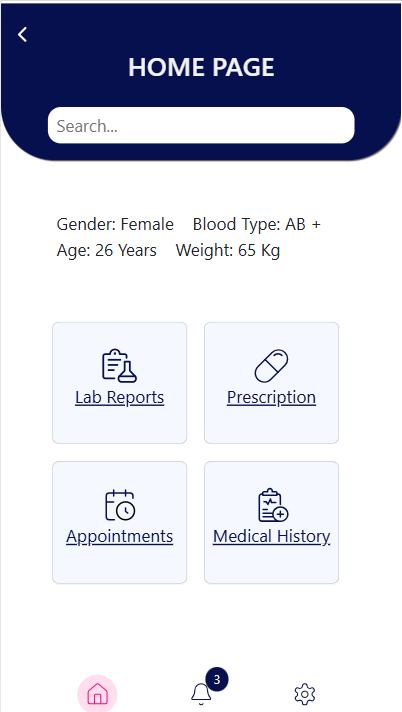 HOME PAGE
Search...
Gender: Female Blood Type: AB +
Age: 26 Years Weight: 65 Kg
Lab Reports
Prescription
Appointments
Medical History
3